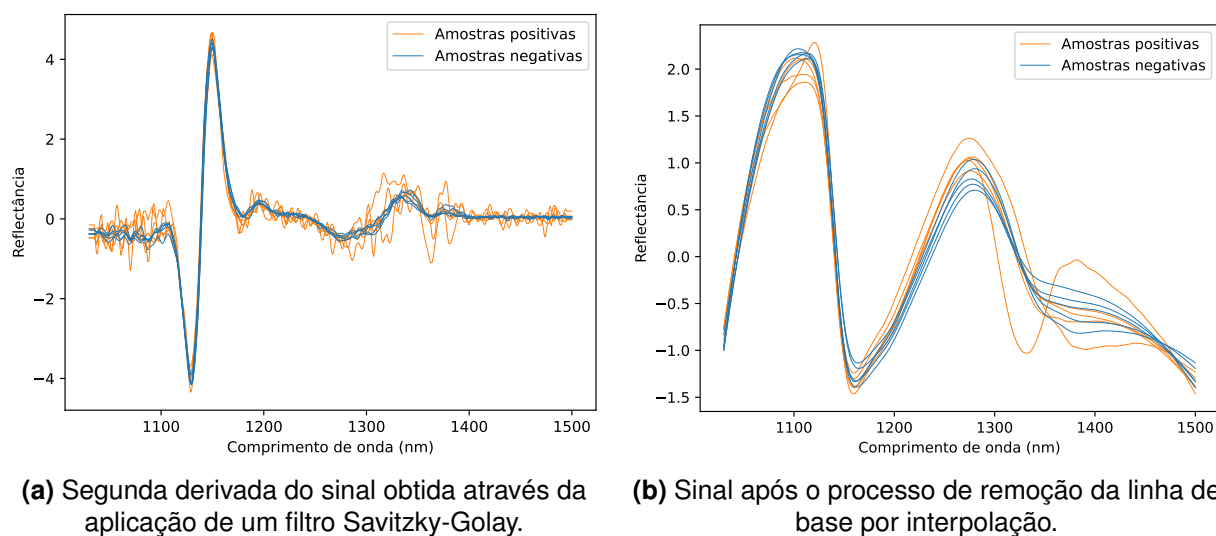 Amostras positivas
Amostras negativas
4
2
0
−2
−4
Reflectância
1100
1200
1300
1400
1500
Comprimento de onda (nm)
(a) Segunda derivada do sinal obtida através da
aplicação de um filtro Savitzky-Golay.
Amostras positivas
Amostras negativas
2.0
1.5
1.0
0.5
0.0
−0.5
−1.0
−1.5
Reflectância
1100
1200
1300
1400
1500
Comprimento de onda (nm)
(b) Sinal após o processo de remoção da linha de
base por interpolação.